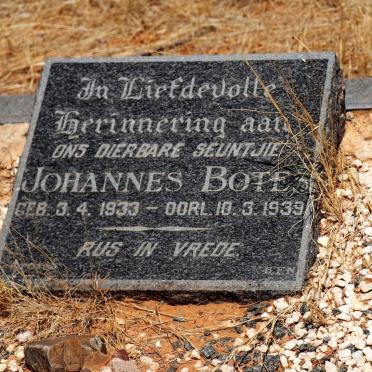 In Liefdevolle
Herinnering aan
ONS DIERBARE SEUNTJIE
JOHANNES BOTES
GEB. 3. 4. 1933 - OORL. 10. 3. 1939
RUS IN VREDE